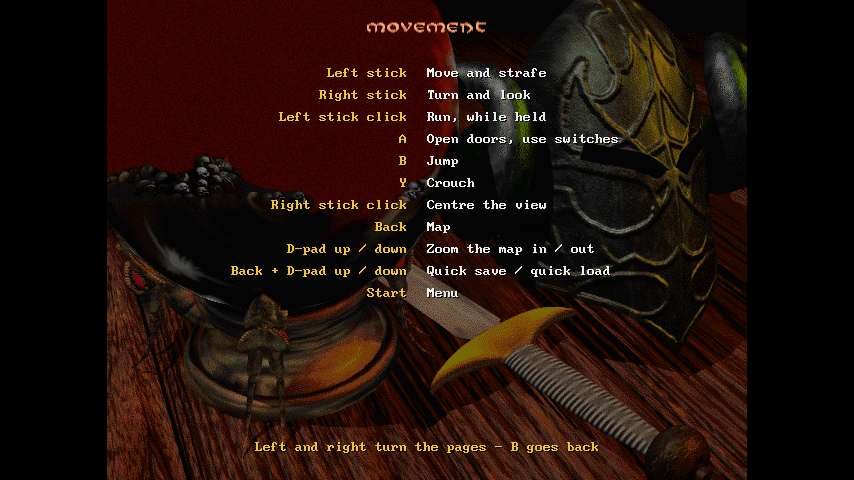 movement
Left stick Move and strafe
Right stick Turn and look
Left stick click Run, while held
A Open doors, use switches
B Jump
Y Crouch
Right stick click Centre the view
Back Map
D-pad up / down Zoom the map in / out
Back + D-pad up / down Quick save / quick load
Start Menu
Left and right turn the pages - B goes back